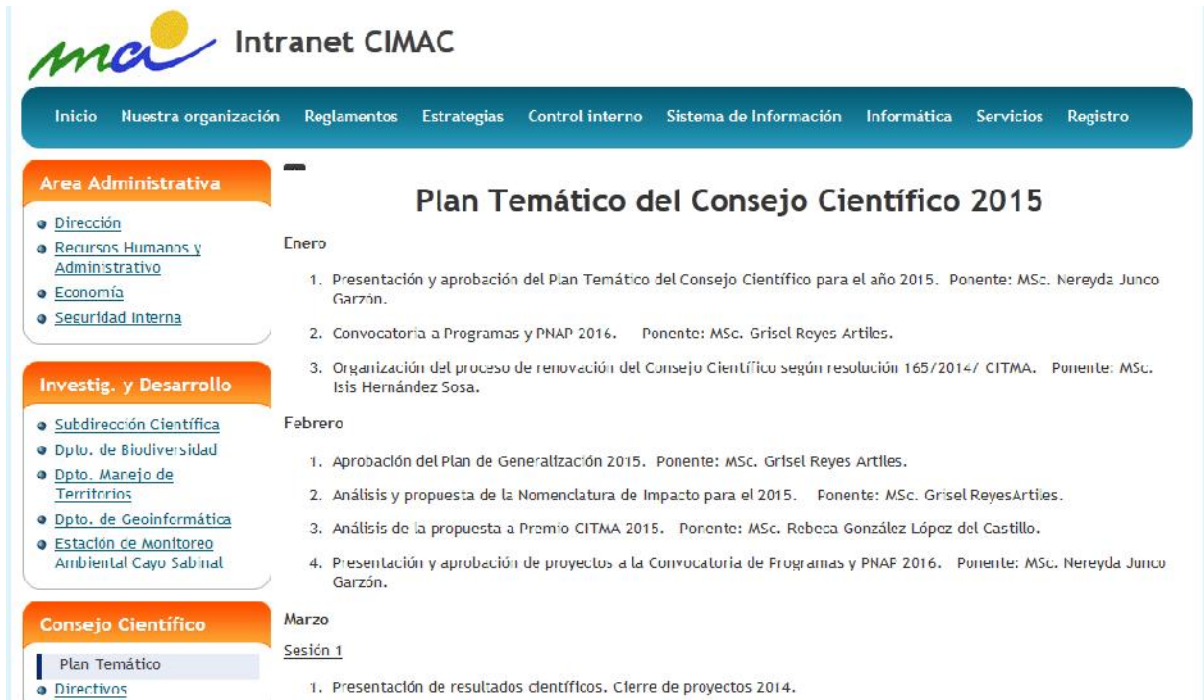 ma
Intranet CIMAC
Inicio Nuestra organización Reglamentos Estrategias Control interno Sistema de Información Informática Servicios Registro
Area Administrativa
Dirección
Recursos Humanos y
Administrativo
Economía
Seguridad Interna
Investig. y Desarrollo
Subdirección Científica
Dpto. de Biodiversidad
Dpto. Manejo de
Territorios
Dpto. de Geoinformática
Estación de Monitoreo
Ambiental Cayo Sabinal
Consejo Científico
Plan Temático
Directivos
Plan Temático del Consejo Científico 2015
Enero
1. Presentación y aprobación del Plan Temático del Consejo Científico para el año 2015. Ponente: MSc. Nereyda Junco
Garzón.
2. Convocatoria a Programas y PNAP 2016. Ponente: MSc. Grisel Reyes Artiles.
3. Organización del proceso de renovación del Consejo Científico según resolución 165/2014/ CITMA. Ponente: MSc.
Isis Hernández Sosa.
Febrero
1. Aprobación del Plan de Generalización 2015. Ponente: MSc. Grisel Reyes Artiles.
2. Análisis y propuesta de la Nomenclatura de Impacto para el 2015. Ponente: MSc. Grisel ReyesArtiles.
3. Análisis de la propuesta a Premio CITMA 2015. Ponente: MSc. Rebeca González López del Castillo.
4. Presentación y aprobación de proyectos a la Convocatoria de Programas y PNAP 2016. Ponente: MSc. Nereyda Junco
Garzón.
Marzo
Sesión 1
1. Presentación de resultados científicos. Cierre de proyectos 2014.